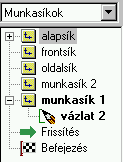 Munkasíkok
alapsík
frontsík
oldalsík
munkasík 2
munkasík 1
vázlat 2
Frissítés
Befejezés